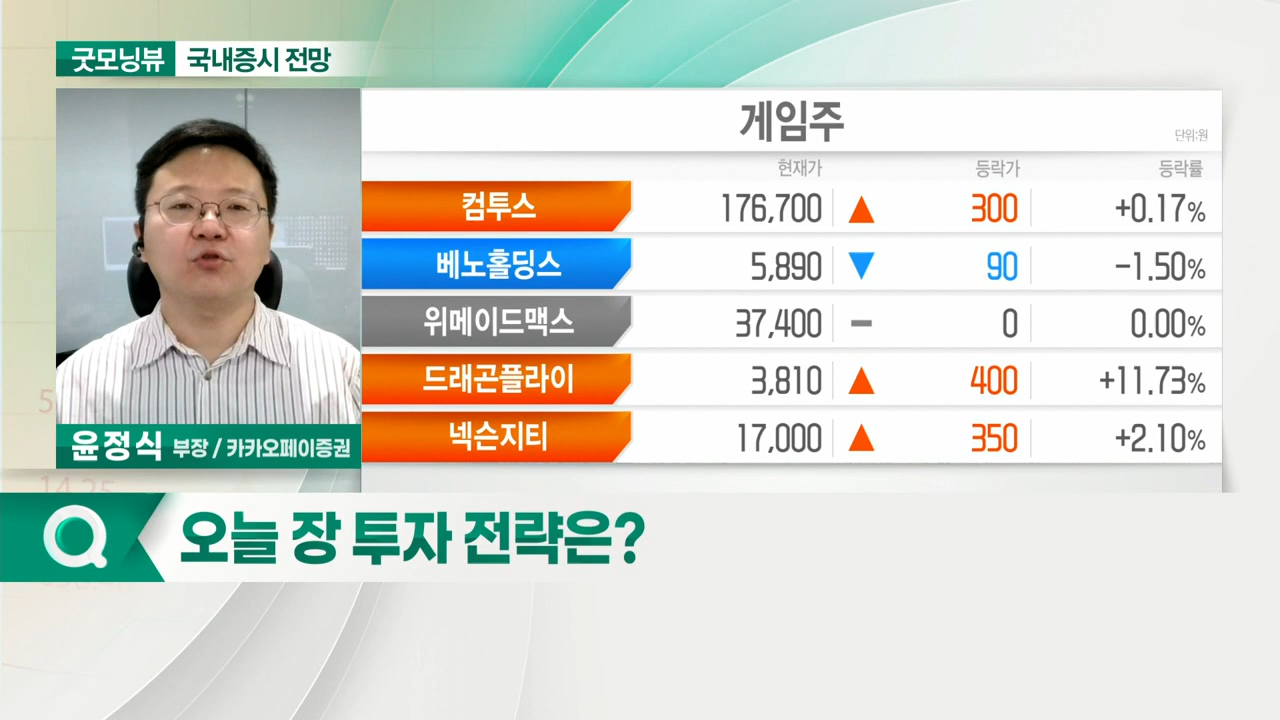 굿모닝뷰 국내증시 전망
게임주
단위:원
현재가 등락가 등락률
컴투스 176,700 ▲ 300 +0.17%
베노홀딩스 5,890 ▼ 90 -1.50%
위메이드맥스 37,400 - 0 0.00%
드래곤플라이 3,810 ▲ 400 +11.73%
넥슨지티 17,000 ▲ 350 +2.10%
윤정식 부장 / 카카오페이증권
Q 오늘 장 투자 전략은?